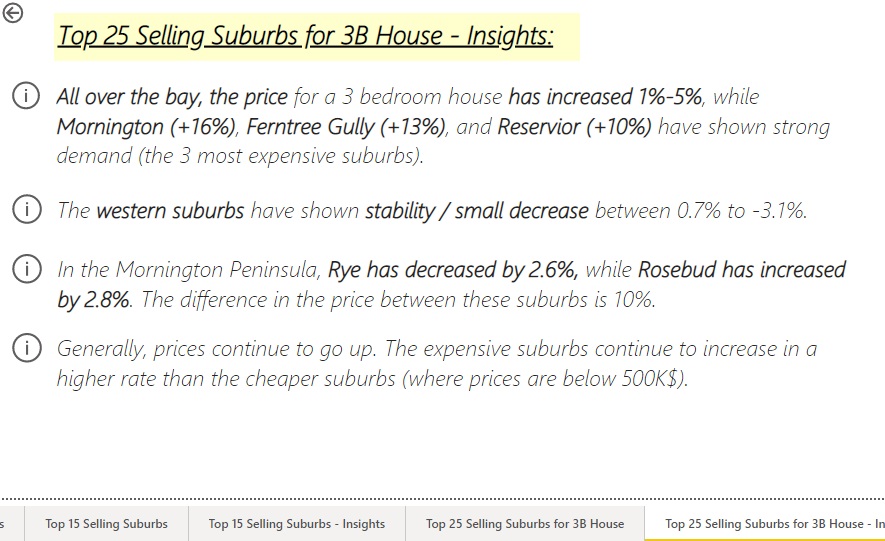 Top 25 Selling Suburbs for 3B House - Insights:
All over the bay, the price for a 3 bedroom house has increased 1%-5%, while
Mornington (+16%), Ferntree Gully (+13%), and Reservior (+10%) have shown strong
demand (the 3 most expensive suburbs).
The western suburbs have shown stability / small decrease between 0.7% to -3.1%.
In the Mornington Peninsula, Rye has decreased by 2.6%, while Rosebud has increased
by 2.8%. The difference in the price between these suburbs is 10%.
Generally, prices continue to go up. The expensive suburbs continue to increase in a
higher rate than the cheaper suburbs (where prices are below 500K$).
s Top 15 Selling Suburbs Top 15 Selling Suburbs - Insights Top 25 Selling Suburbs for 3B House Top 25 Selling Suburbs for 3B House - In